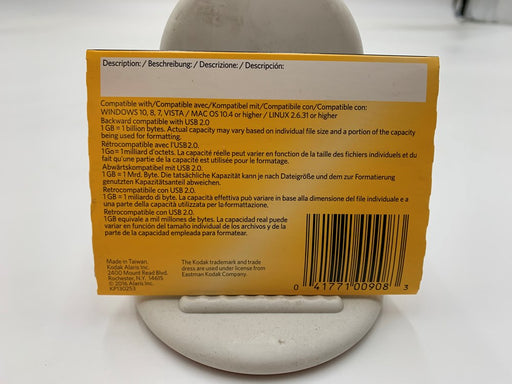 Description: / Beschreibung: / Descrizione: / Descripción:
Compatible with/Compatible avec/Kompatibel mit/Compatibile con/Compatible con:
WINDOWS 10, 8, 7, VISTA / MAC OS 10.4 or higher / LINUX 2.6.31 or higher
Backward compatible with USB 2.0
1 GB = 1 billion bytes. Actual capacity may vary based on individual file size and a portion of the capacity
being used for formatting.
Rétrocompatible avec l'USB 2.0.
1 Go = 1 milliard d'octets. La capacité réelle peut varier en fonction de la taille des fichiers individuels et du
fait qu'une partie de la capacité est utilisée pour le formatage.
Abwärtskompatibel mit USB 2.0.
1 GB = 1 Mrd. Byte. Die tatsächliche Kapazität kann je nach Dateigröße und dem zur Formatierung
genutzten Kapazitätsanteil abweichen.
Retrocompatibile con USB 2.0.
1 GB = 1 miliardo di byte. La capacità effettiva può variare in base alla dimensione del file individuale e a
una parte della capacità utilizzata per la formattazione.
Retrocompatible con USB 2.0.
1 GB equivale a mil millones de bytes. La capacidad real puede
variar en función del tamaño individual de los archivos y de la
parte de la capacidad empleada para formatear.
Made in Taiwan.
Kodak Alaris Inc.
2400 Mount Read Blvd.
Rochester, N.Y. 14615
© 2016 Alaris Inc.
KP130253
The Kodak trademark and trade
dress are used under license from
Eastman Kodak Company.
0 41771 00908 3